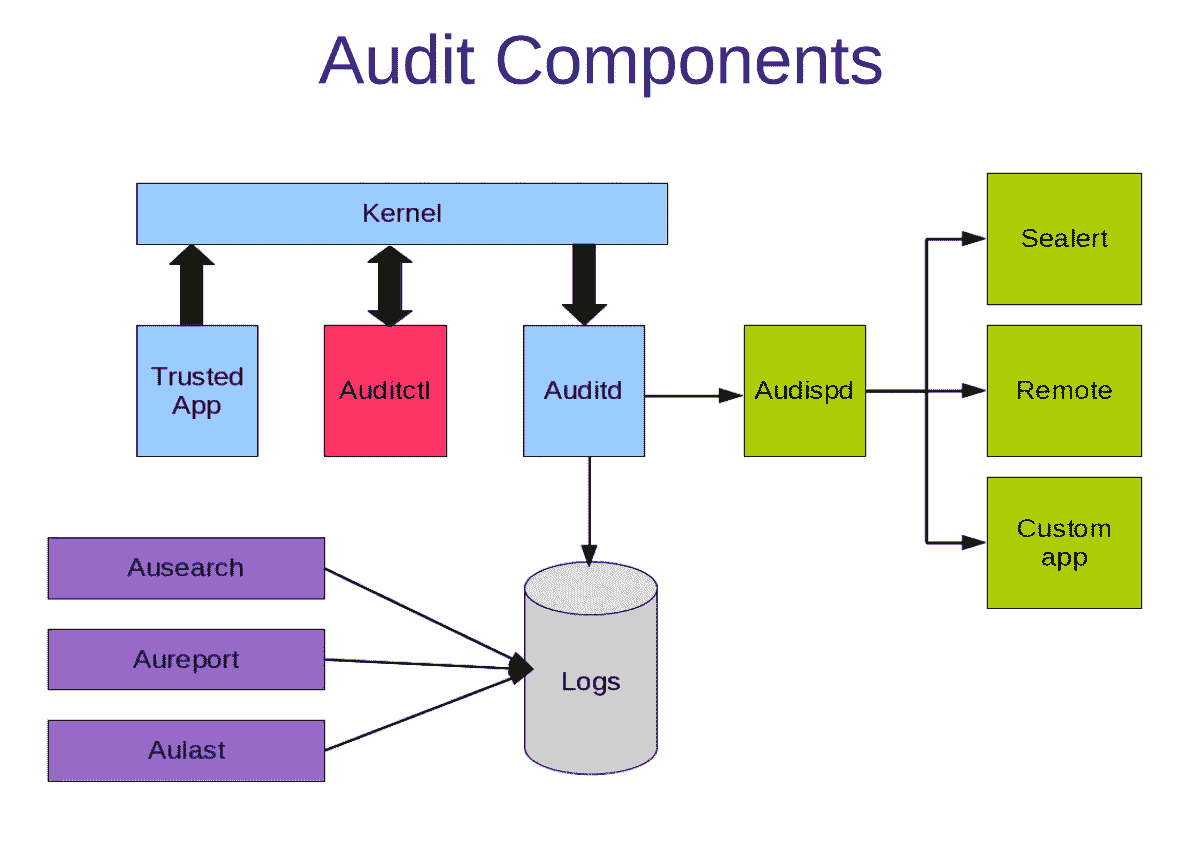 Audit Components
Kernel
Sealert
Trusted
App
Auditctl
Auditd
Audispd
Remote
Custom
app
Ausearch
Aureport
Aulast
Logs